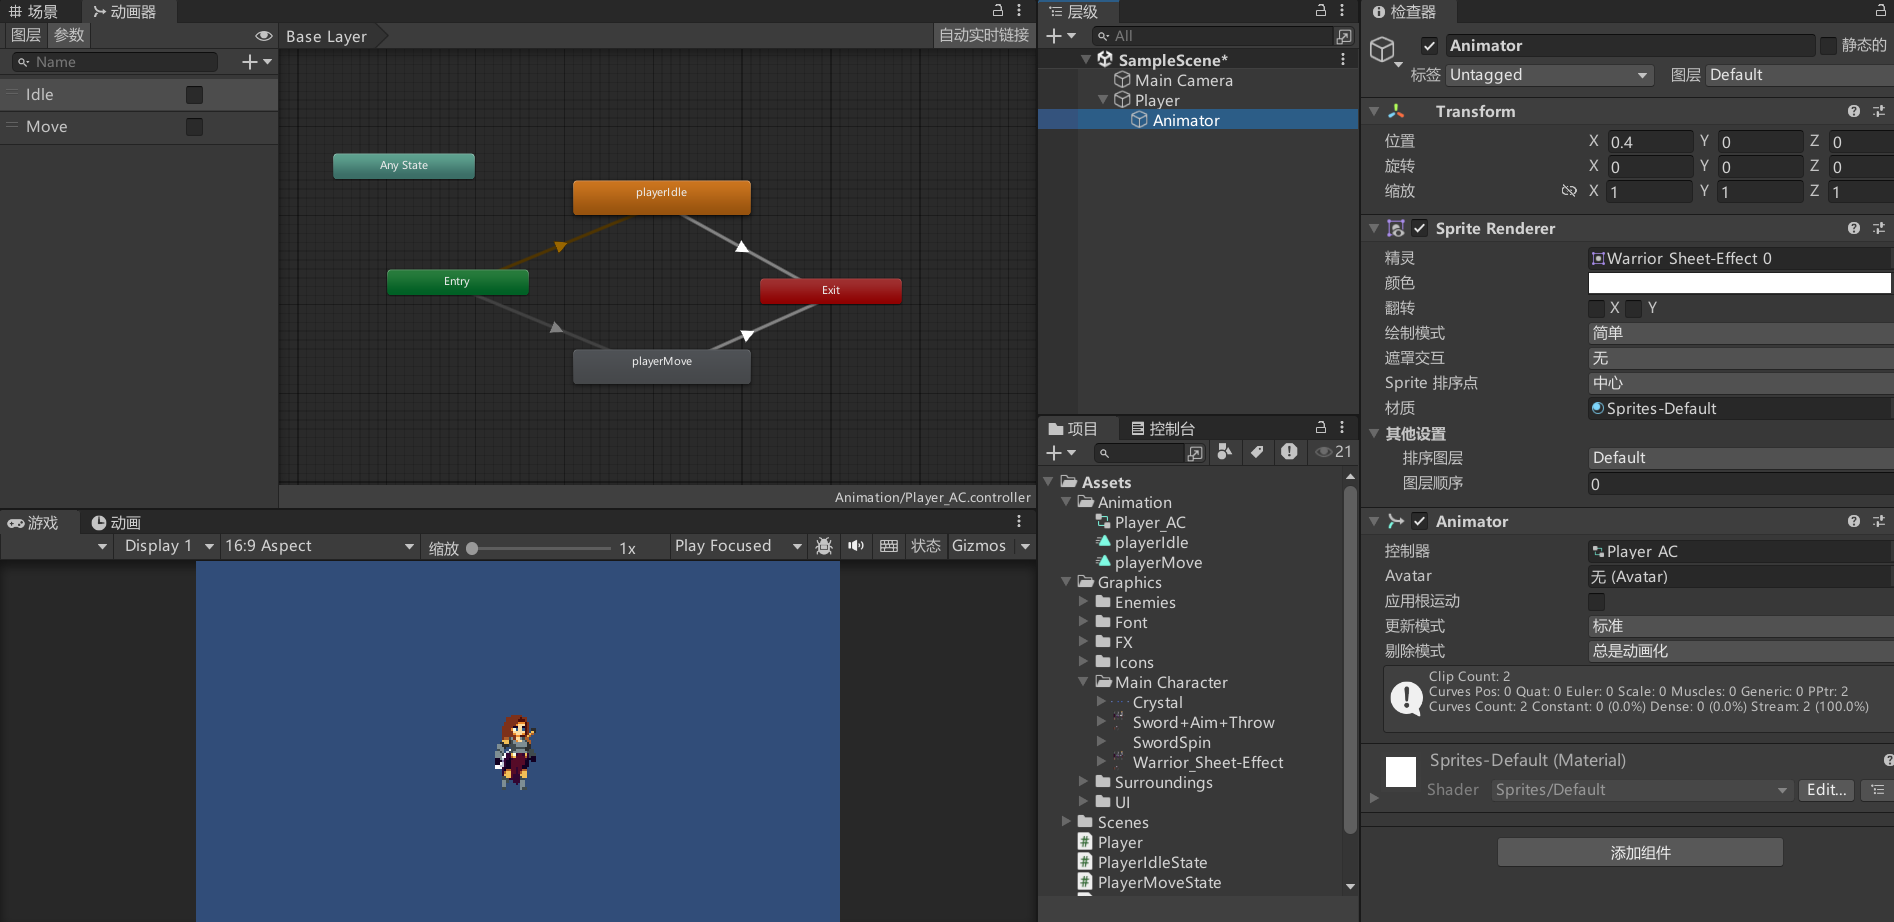 场景
动画器
图层 参数
Base Layer
自动实时链接
Name
Idle
Move
Any State
playerIdle
Entry
Exit
playerMove
Animation/Player_AC.controller
游戏
动画
Display 1
16:9 Aspect
缩放
1x
Play Focused
状态
Gizmos
层级
All
SampleScene*
Main Camera
Player
Animator
项目
控制台
21
Assets
Animation
Player_AC
playerIdle
playerMove
Graphics
Enemies
Font
FX
Icons
Main Character
Crystal
Sword+Aim+Throw
SwordSpin
Warrior_Sheet-Effect
Surroundings
UI
Scenes
Player
PlayerIdleState
PlayerMoveState
检查器
Animator
静态的
标签 Untagged
图层 Default
Transform
位置 X 0.4 Y 0 Z 0
旋转 X 0 Y 0 Z 0
缩放 X 1 Y 1 Z 1
Sprite Renderer
精灵 Warrior Sheet-Effect 0
颜色
翻转 X Y
绘制模式 简单
遮罩交互 无
Sprite 排序点 中心
材质 Sprites-Default
其他设置
排序图层 Default
图层顺序 0
Animator
控制器 Player AC
Avatar 无 (Avatar)
应用根运动
更新模式 标准
剔除模式 总是动画化
Clip Count: 2
Curves Pos: 0 Quat: 0 Euler: 0 Scale: 0 Muscles: 0 Generic: 0 PPtr: 2
Curves Count: 2 Constant: 0 (0.0%) Dense: 0 (0.0%) Stream: 2 (100.0%)
Sprites-Default (Material)
Shader Sprites/Default
Edit...
添加组件